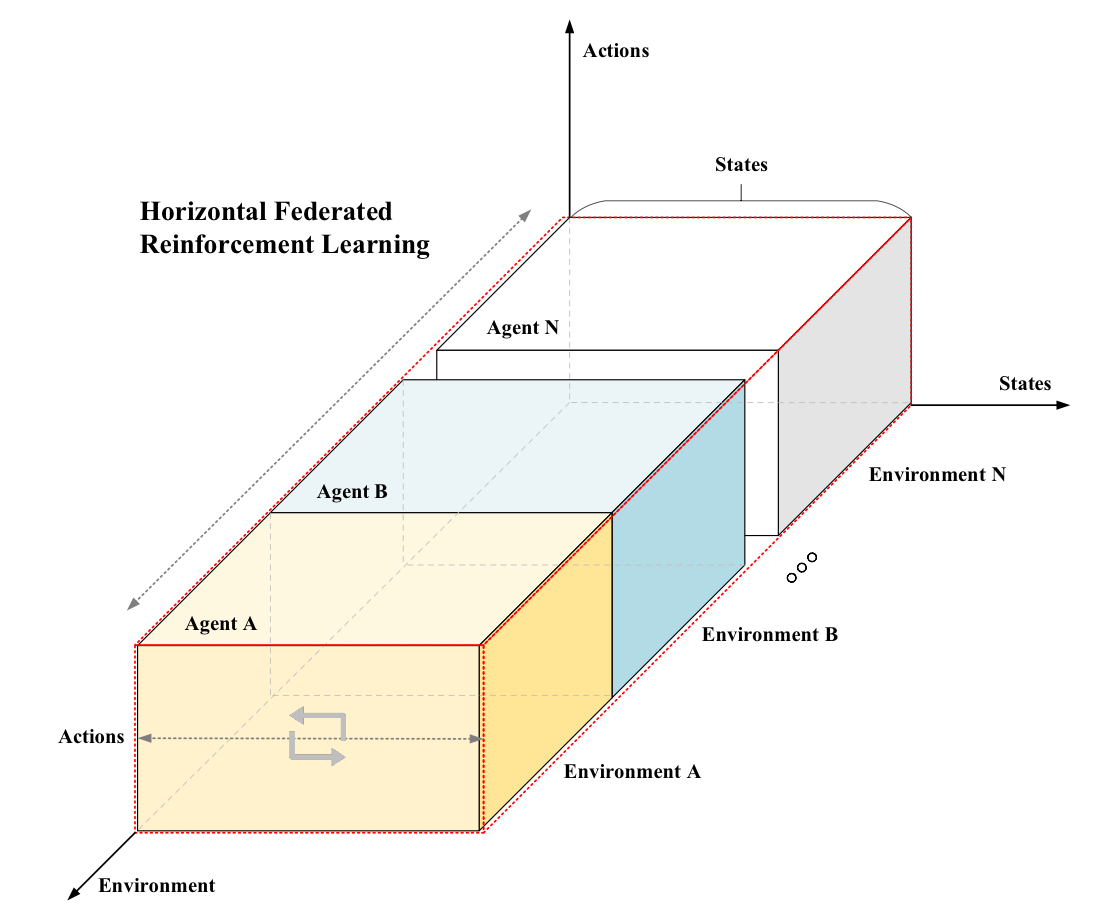 Actions
States
Horizontal Federated
Reinforcement Learning
Agent N
States
Environment N
Agent B
Agent A
Environment B
Actions
Environment A
Environment